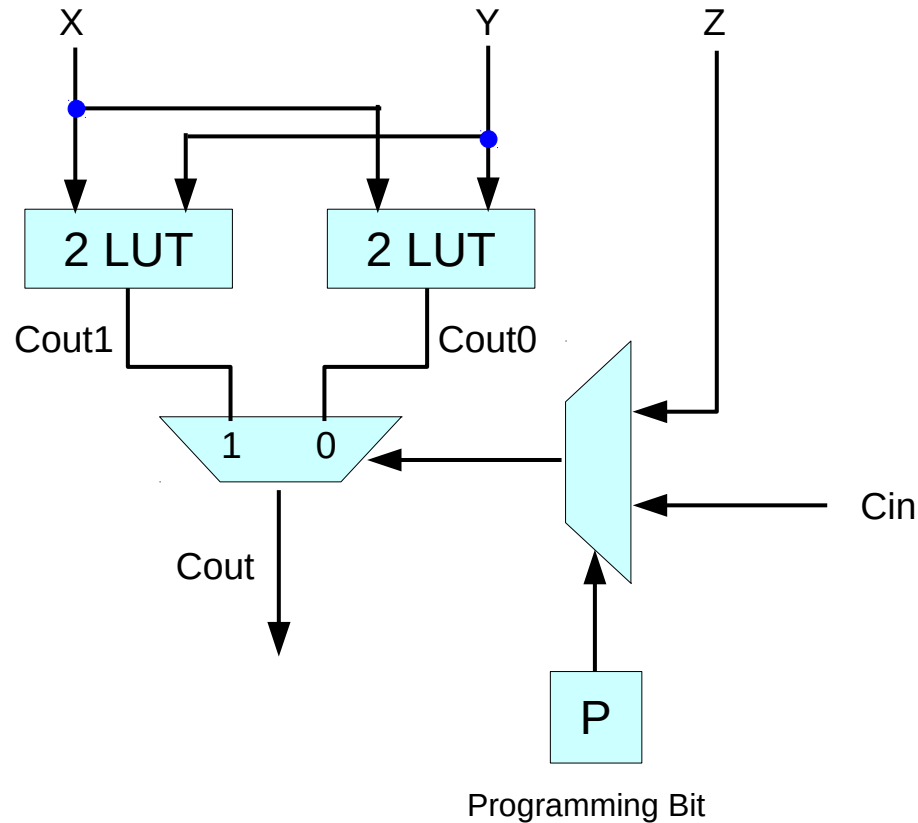 X
Y
Z
2 LUT
2 LUT
Cout1
Cout0
1
0
Cin
Cout
P
Programming Bit